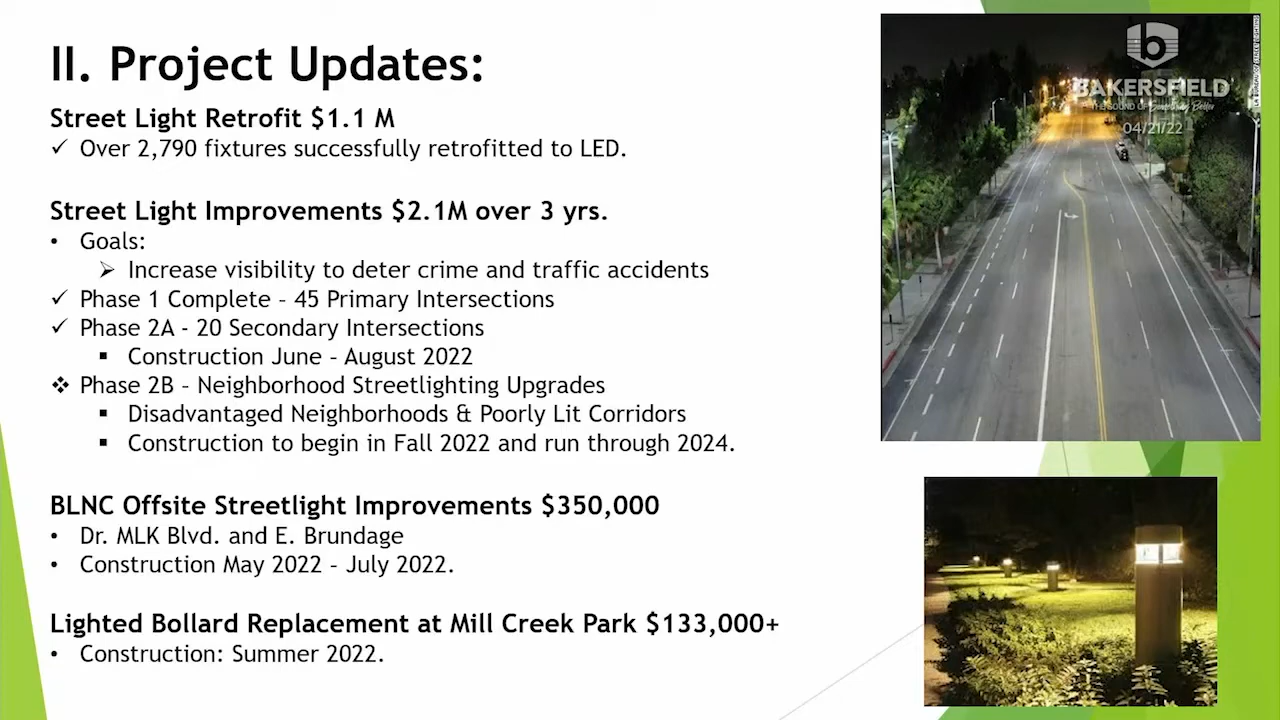 II. Project Updates:
Street Light Retrofit $1.1 M
✓ Over 2,790 fixtures successfully retrofitted to LED.
Street Light Improvements $2.1M over 3 yrs.
• Goals:
➢ Increase visibility to deter crime and traffic accidents
✓ Phase 1 Complete – 45 Primary Intersections
✓ Phase 2A - 20 Secondary Intersections
▪ Construction June – August 2022
❖ Phase 2B – Neighborhood Streetlighting Upgrades
▪ Disadvantaged Neighborhoods & Poorly Lit Corridors
▪ Construction to begin in Fall 2022 and run through 2024.
BLNC Offsite Streetlight Improvements $350,000
• Dr. MLK Blvd. and E. Brundage
• Construction May 2022 – July 2022.
Lighted Bollard Replacement at Mill Creek Park $133,000+
• Construction: Summer 2022.
b
BAKERSFIELD
THE SOUND OF Something Better
04/21/22